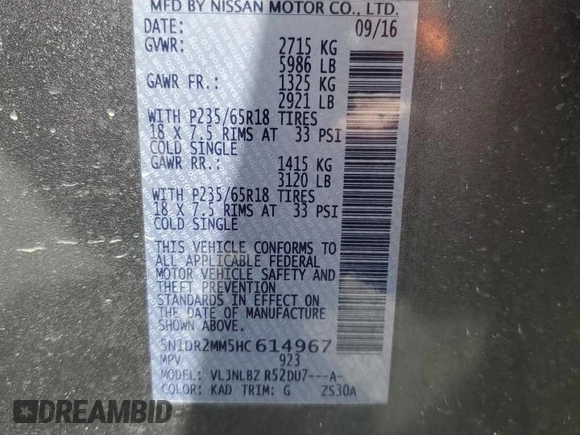 MFD BY NISSAN MOTOR CO., LTD.
DATE: 09/16
GVWR: 2715 KG
5986 LB
GAWR FR.: 1325 KG
2921 LB
WITH P235/65R18 TIRES
18 X 7.5 RIMS AT 33 PSI
COLD SINGLE
GAWR RR.: 1415 KG
3120 LB
WITH P235/65R18 TIRES
18 X 7.5 RIMS AT 33 PSI
COLD SINGLE
THIS VEHICLE CONFORMS TO
ALL APPLICABLE FEDERAL
MOTOR VEHICLE SAFETY AND
THEFT PREVENTION
STANDARDS IN EFFECT ON
THE DATE OF MANUFACTURE
SHOWN ABOVE.
5N1DR2MM5HC614967
MPV 923
MODEL: VLJNLBZ R52DU7---A-
COLOR: KAD TRIM: G ZS30A
DREAMBID